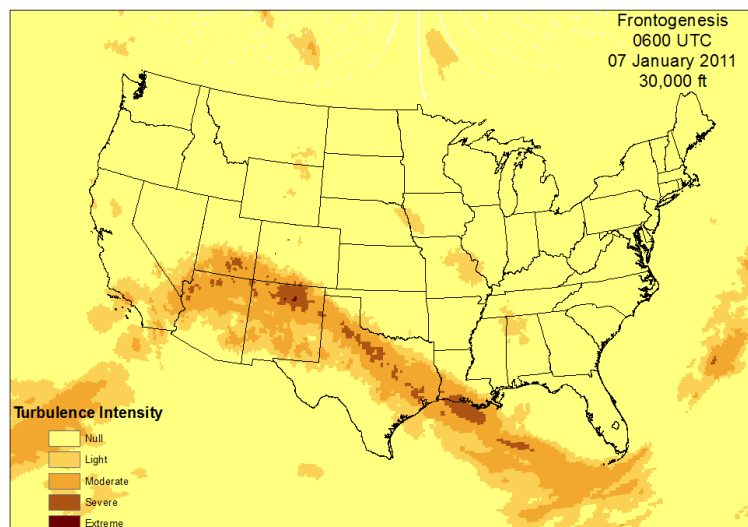 Frontogenesis
0600 UTC
07 January 2011
30,000 ft
Turbulence Intensity
Null
Light
Moderate
Severe
Extreme